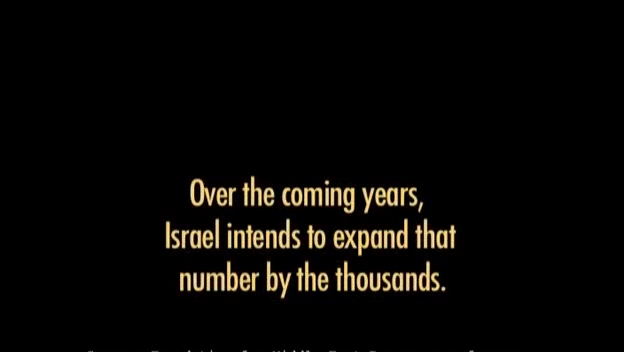 Over the coming years,
Israel intends to expand that
number by the thousands.